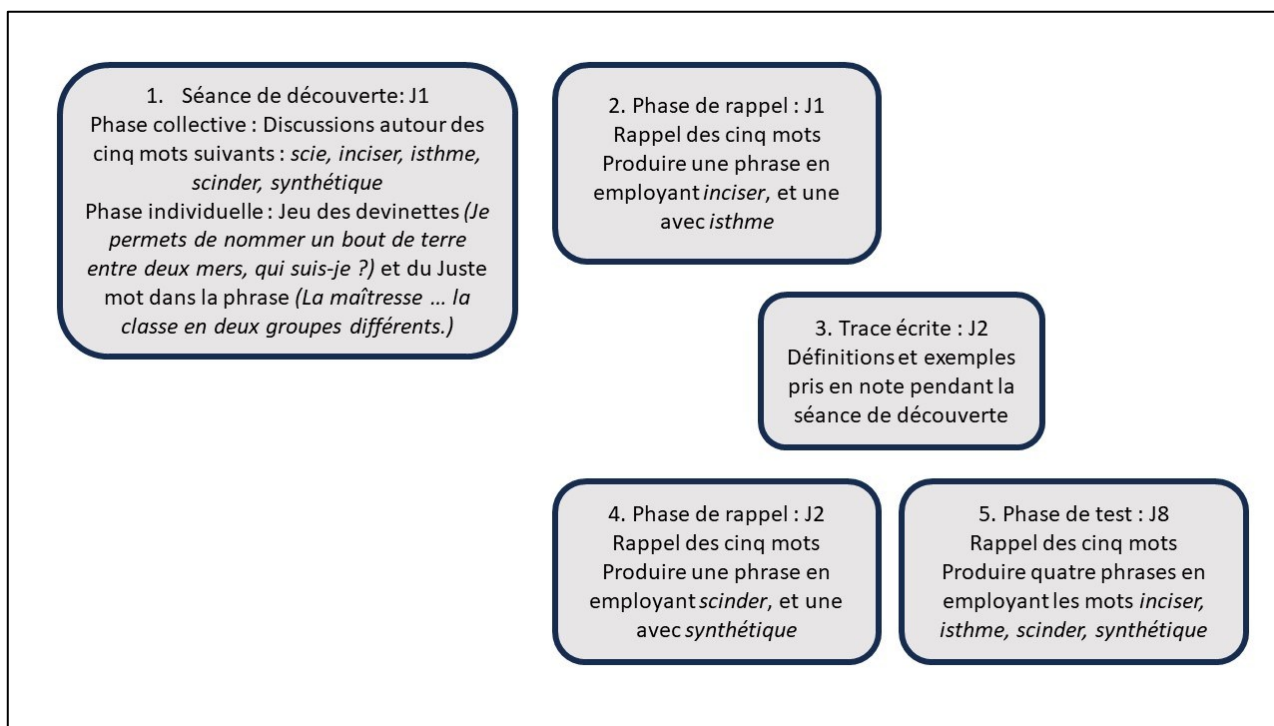 1. Séance de découverte: J1
Phase collective : Discussions autour des
cinq mots suivants : scie, inciser, isthme,
scinder, synthétique
Phase individuelle : Jeu des devinettes (Je
permets de nommer un bout de terre
entre deux mers, qui suis-je ?) et du Juste
mot dans la phrase (La maîtresse ... la
classe en deux groupes différents.)
2. Phase de rappel : J1
Rappel des cinq mots
Produire une phrase en
employant inciser, et une
avec isthme
3. Trace écrite : J2
Définitions et exemples
pris en note pendant la
séance de découverte
4. Phase de rappel : J2
Rappel des cinq mots
Produire une phrase en
employant scinder, et une
avec synthétique
5. Phase de test : J8
Rappel des cinq mots
Produire quatre phrases en
employant les mots inciser,
isthme, scinder, synthétique